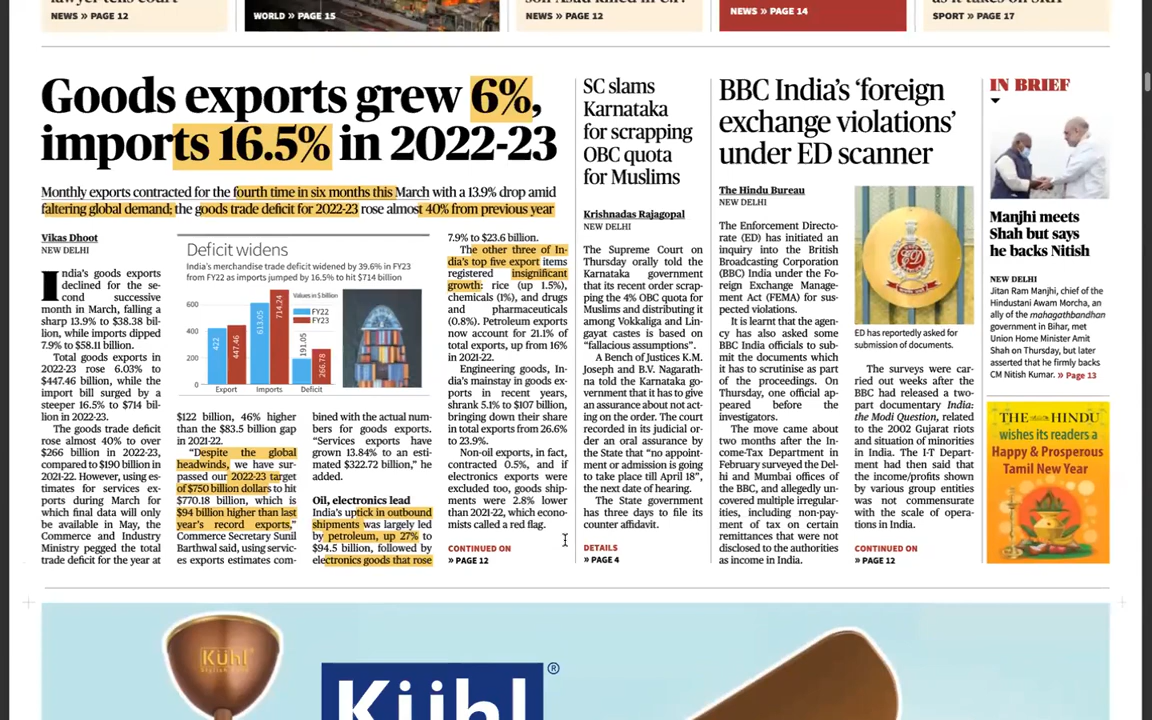 lawyer tells court
NEWS » PAGE 12
WORLD » PAGE 15
NEWS » PAGE 12
NEWS » PAGE 14
SPORT » PAGE 17
Goods exports grew 6%,
imports 16.5% in 2022-23
Monthly exports contracted for the fourth time in six months this March with a 13.9% drop amid
faltering global demand; the goods trade deficit for 2022-23 rose almost 40% from previous year
Vikas Dhoot
NEW DELHI
India's goods exports
declined for the se-
cond successive
month in March, falling a
sharp 13.9% to $38.38 bil-
lion, while imports dipped
7.9% to $58.11 billion.
Total goods exports in
2022-23 rose 6.03% to
$447.46 billion, while the
import bill surged by a
steeper 16.5% to $714 bil-
lion in 2022-23.
The goods trade deficit
rose almost 40% to over
$266 billion in 2022-23,
compared to $190 billion in
2021-22. However, using es-
timates for services ex-
ports during March for
which final data will only
be available in May, the
Commerce and Industry
Ministry pegged the total
trade deficit for the year at
Deficit widens
India's merchandise trade deficit widened by 39.6% in FY23
from FY22 as imports jumped by 16.5% to hit $714 billion
Values in $ billion
FY22
FY23
600
400
200
0
422
447.46
613.05
714.24
191.05
266.78
Export
Imports
Deficit
$122 billion, 46% higher
than the $83.5 billion gap
in 2021-22.
"Despite the global
headwinds, we have sur-
passed our 2022-23 target
of $750 billion dollars to hit
$770.18 billion, which is
$94 billion higher than last
year's record exports,"
Commerce Secretary Sunil
Barthwal said, using servic-
es exports estimates com-
bined with the actual num-
bers for goods exports.
"Services exports have
grown 13.84% to an esti-
mated $322.72 billion," he
added.
Oil, electronics lead
India's uptick in outbound
shipments was largely led
by petroleum, up 27% to
$94.5 billion, followed by
electronics goods that rose
7.9% to $23.6 billion.
The other three of In-
dia's top five export items
registered insignificant
growth: rice (up 1.5%),
chemicals (1%), and drugs
and pharmaceuticals
(0.8%). Petroleum exports
now account for 21.1% of
total exports, up from 16%
in 2021-22.
Engineering goods, In-
dia's mainstay in goods ex-
ports in recent years,
shrank 5.1% to $107 billion,
bringing down their share
in total exports from 26.6%
to 23.9%.
Non-oil exports, in fact,
contracted 0.5%, and if
electronics exports were
excluded too, goods ship-
ments were 2.8% lower
than 2021-22, which econo-
mists called a red flag.
CONTINUED ON
» PAGE 12
SC slams
Karnataka
for scrapping
OBC quota
for Muslims
Krishnadas Rajagopal
NEW DELHI
The Supreme Court on
Thursday orally told the
Karnataka government
that its recent order scrap-
ping the 4% OBC quota for
Muslims and distributing it
among Vokkaliga and Lin-
gayat castes is based on
"fallacious assumptions".
A Bench of Justices K.M.
Joseph and B.V. Nagarath-
na told the Karnataka go-
vernment that it has to give
an assurance about not act-
ing on the order. The court
recorded in its judicial or-
der an oral assurance by
the State that "no appoint-
ment or admission is going
to take place till April 18",
the next date of hearing.
The State government
has three days to file its
counter affidavit.
DETAILS
» PAGE 4
BBC India's 'foreign
exchange violations'
under ED scanner
The Hindu Bureau
NEW DELHI
The Enforcement Directo-
rate (ED) has initiated an
inquiry into the British
Broadcasting Corporation
(BBC) India under the Fo-
reign Exchange Manage-
ment Act (FEMA) for sus-
pected violations.
It is learnt that the agen-
cy has also asked some
BBC India officials to sub-
mit the documents which
it has to scrutinise as part
of the proceedings. On
Thursday, one official ap-
peared before the
investigators.
The move came about
two months after the In-
come-Tax Department in
February surveyed the Del-
hi and Mumbai offices of
the BBC, and allegedly un-
covered multiple irregular-
ities, including non-pay-
ment of tax on certain
remittances that were not
disclosed to the authorities
as income in India.
ED has reportedly asked for
submission of documents.
The surveys were car-
ried out weeks after the
BBC had released a two-
part documentary India:
the Modi Question, related
to the 2002 Gujarat riots
and situation of minorities
in India. The I-T Depart-
ment had then said that
the income/profits shown
by various group entities
was not commensurate
with the scale of opera-
tions in India.
CONTINUED ON
» PAGE 12
IN BRIEF
Manjhi meets
Shah but says
he backs Nitish
NEW DELHI
Jitan Ram Manjhi, chief of the
Hindustani Awam Morcha, an
ally of the mahagathbandhan
government in Bihar, met
Union Home Minister Amit
Shah on Thursday, but later
asserted that he firmly backs
CM Nitish Kumar. » Page 13
THE HINDU
wishes its readers a
Happy & Prosperous
Tamil New Year
Kühl
Kühl®